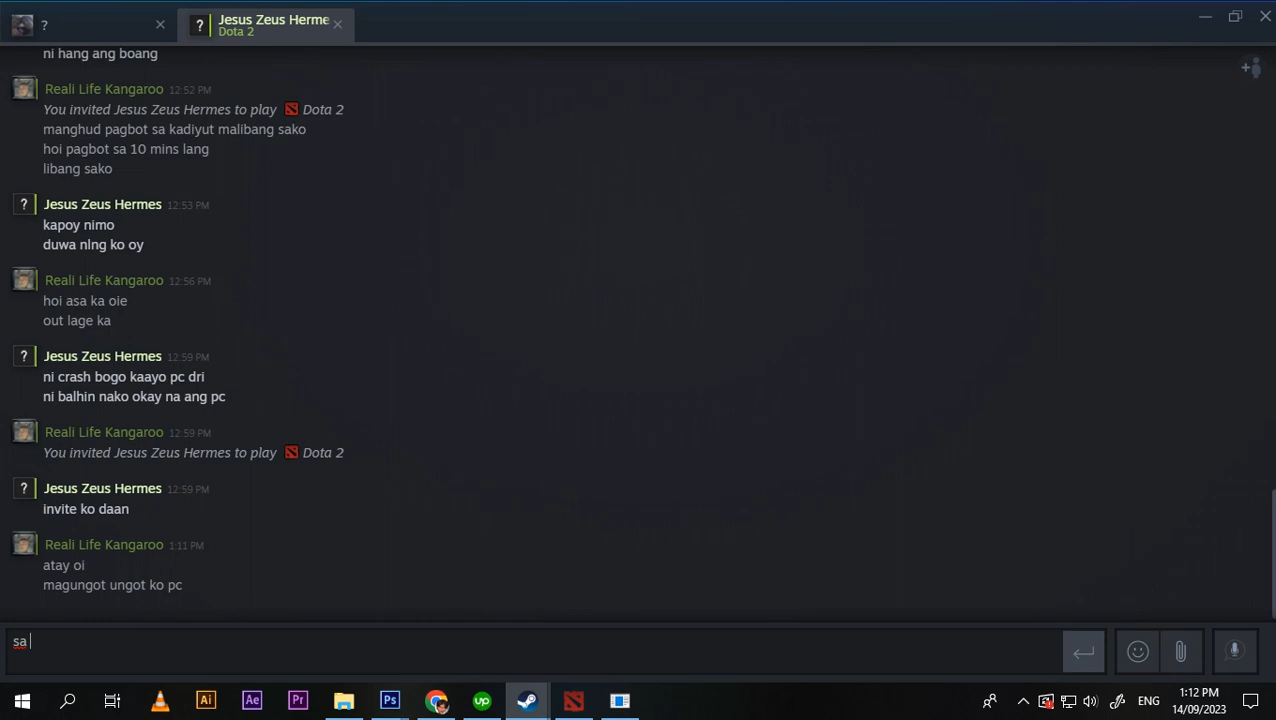 ?
Jesus Zeus Herme
Dota 2
ni hang ang boang
Reali Life Kangaroo 12:52 PM
You invited Jesus Zeus Hermes to play Dota 2
manghud pagbot sa kadiyut malibang sako
hoi pagbot sa 10 mins lang
libang sako
? Jesus Zeus Hermes 12:53 PM
kapoy nimo
duwa nlng ko oy
Reali Life Kangaroo 12:56 PM
hoi asa ka oie
out lage ka
? Jesus Zeus Hermes 12:59 PM
ni crash bogo kaayo pc dri
ni balhin nako okay na ang pc
Reali Life Kangaroo 12:59 PM
You invited Jesus Zeus Hermes to play Dota 2
? Jesus Zeus Hermes 12:59 PM
invite ko daan
Reali Life Kangaroo 1:11 PM
atay oi
magungot ungot ko pc
sa
Ai Ae Pr Ps up ENG 1:12 PM
14/09/2023